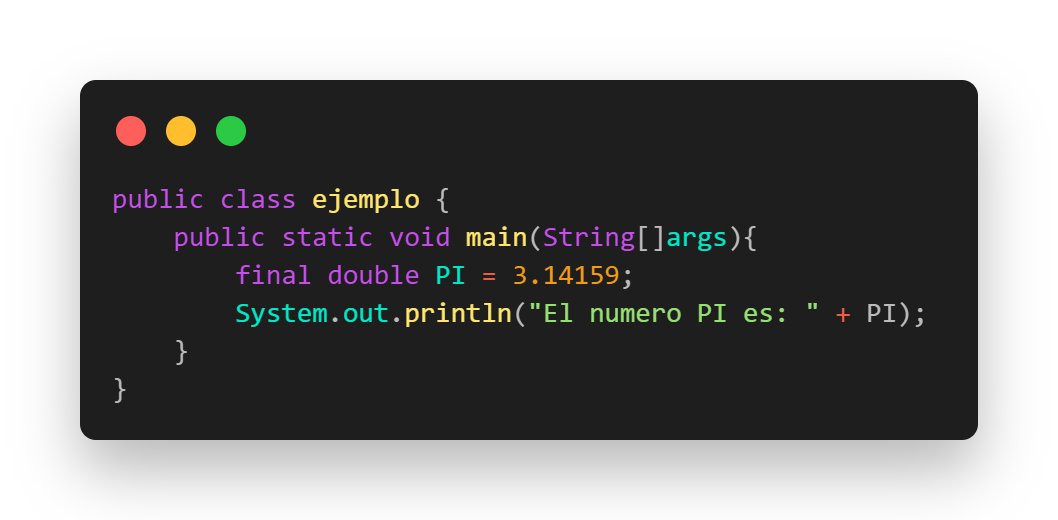 public class ejemplo {
    public static void main(String[]args){
        final double PI = 3.14159;
        System.out.println("El numero PI es: " + PI);
    }
}